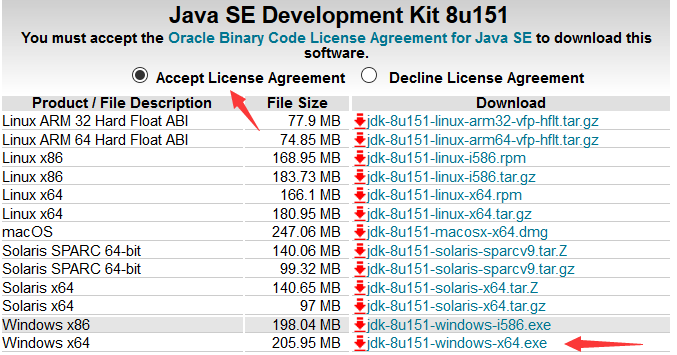 Java SE Development Kit 8u151
You must accept the Oracle Binary Code License Agreement for Java SE to download this
software.
Accept License Agreement Decline License Agreement
Product / File Description File Size Download
Linux ARM 32 Hard Float ABI 77.9 MB jdk-8u151-linux-arm32-vfp-hflt.tar.gz
Linux ARM 64 Hard Float ABI 74.85 MB jdk-8u151-linux-arm64-vfp-hflt.tar.gz
Linux x86 168.95 MB jdk-8u151-linux-i586.rpm
Linux x86 183.73 MB jdk-8u151-linux-i586.tar.gz
Linux x64 166.1 MB jdk-8u151-linux-x64.rpm
Linux x64 180.95 MB jdk-8u151-linux-x64.tar.gz
macOS 247.06 MB jdk-8u151-macosx-x64.dmg
Solaris SPARC 64-bit 140.06 MB jdk-8u151-solaris-sparcv9.tar.Z
Solaris SPARC 64-bit 99.32 MB jdk-8u151-solaris-sparcv9.tar.gz
Solaris x64 140.65 MB jdk-8u151-solaris-x64.tar.Z
Solaris x64 97 MB jdk-8u151-solaris-x64.tar.gz
Windows x86 198.04 MB jdk-8u151-windows-i586.exe
Windows x64 205.95 MB jdk-8u151-windows-x64.exe